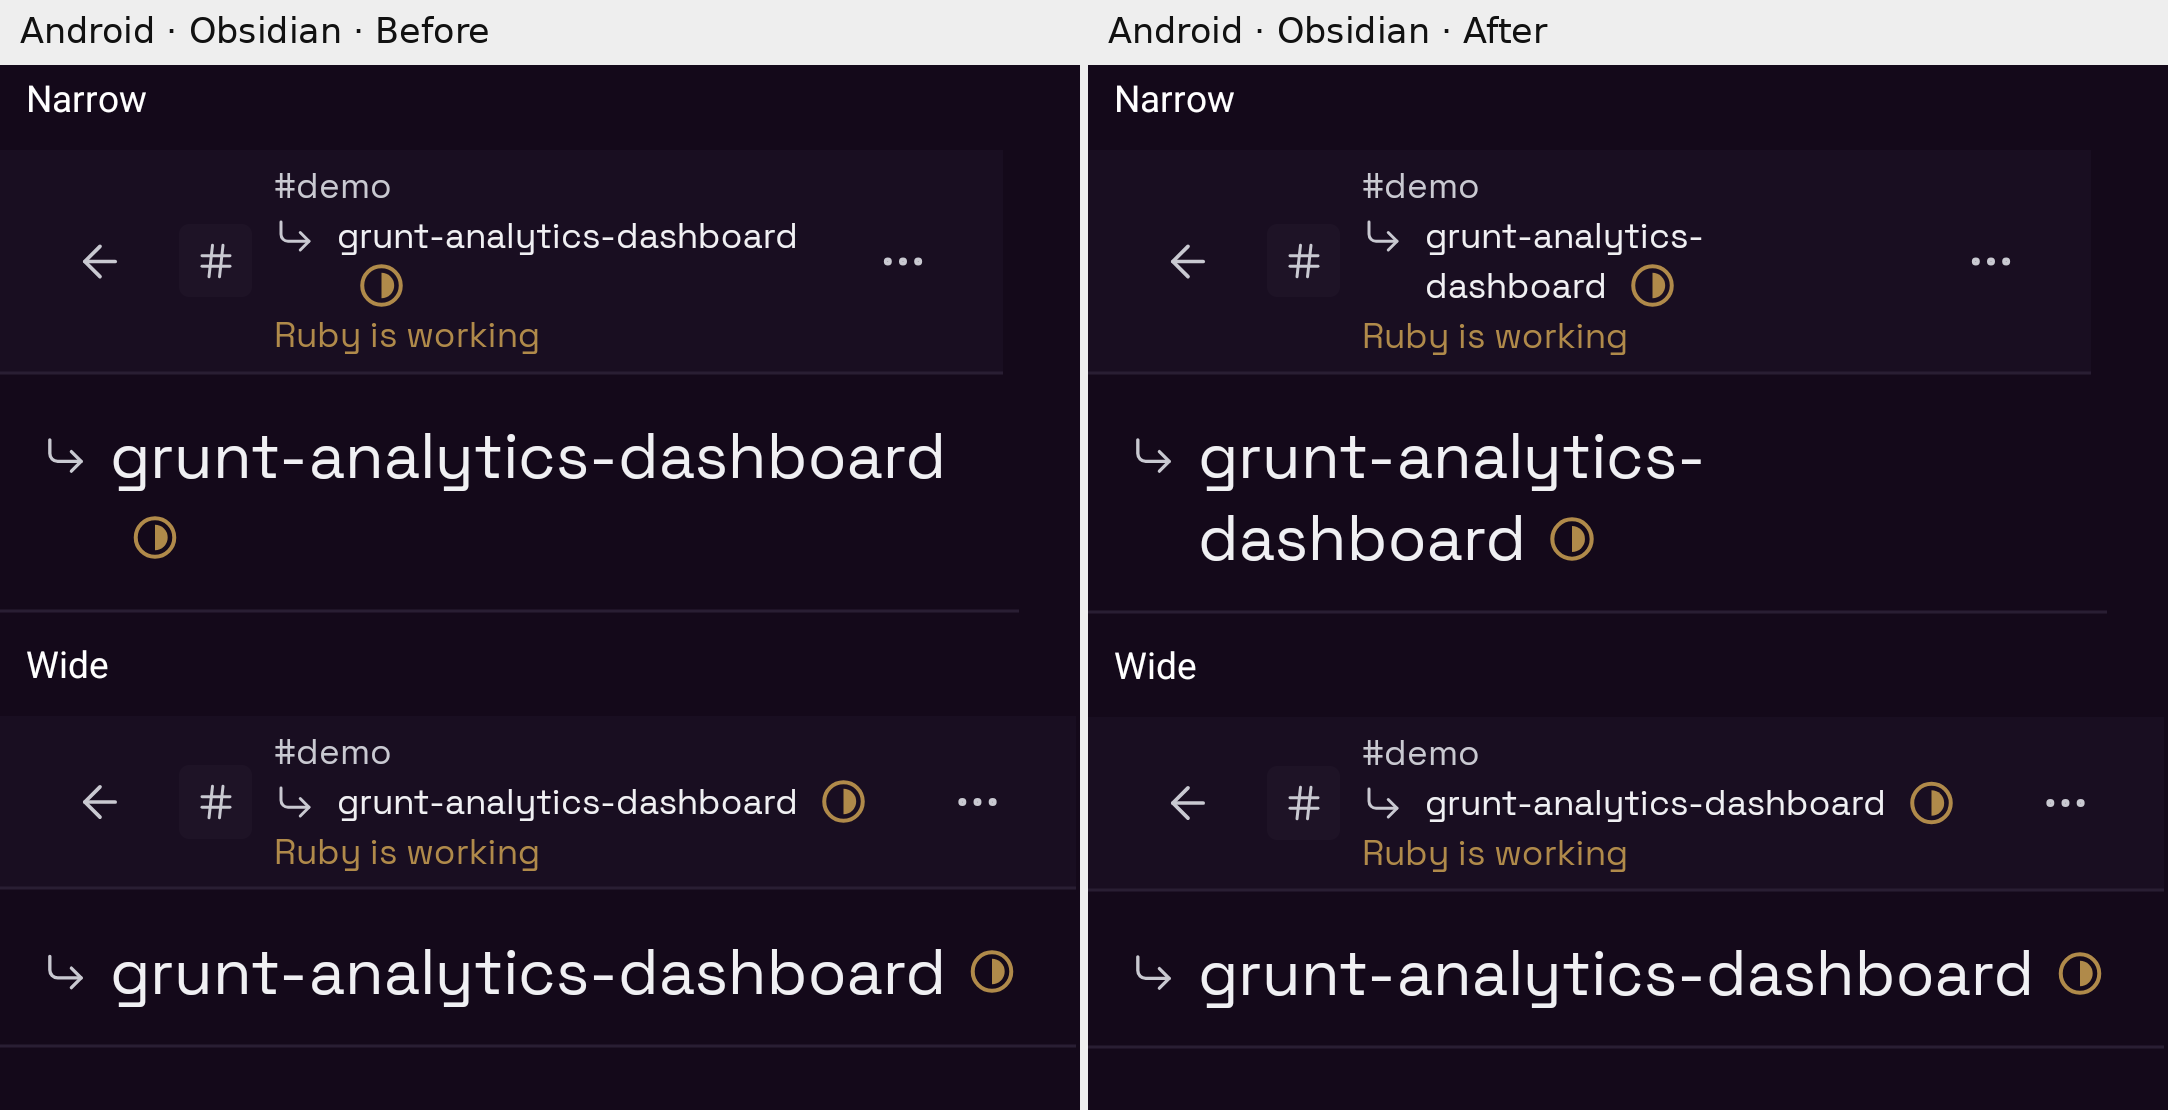 Android · Obsidian · Before
Narrow
#demo
grunt-analytics-dashboard
Ruby is working
grunt-analytics-dashboard
Wide
#demo
grunt-analytics-dashboard
Ruby is working
grunt-analytics-dashboard
Android · Obsidian · After
Narrow
#demo
grunt-analytics-
dashboard
Ruby is working
grunt-analytics-
dashboard
Wide
#demo
grunt-analytics-dashboard
Ruby is working
grunt-analytics-dashboard